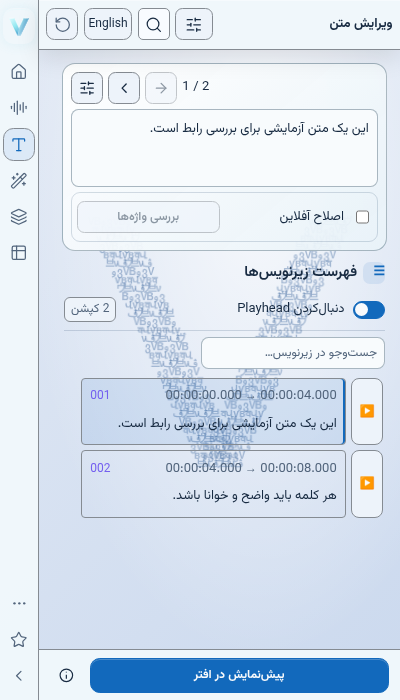 ویرایش متن
English
1 / 2
این یک متن آزمایشی برای بررسی رابط است.
اصلاح آفلاین
بررسی واژه‌ها
فهرست زیرنویس‌ها
دنبال‌کردن Playhead
2 کپشن
جست‌وجو در زیرنویس…
001
00:00:00.000 → 00:00:04.000
این یک متن آزمایشی برای بررسی رابط است.
002
00:00:04.000 → 00:00:08.000
هر کلمه باید واضح و خوانا باشد.
پیش‌نمایش در افتر